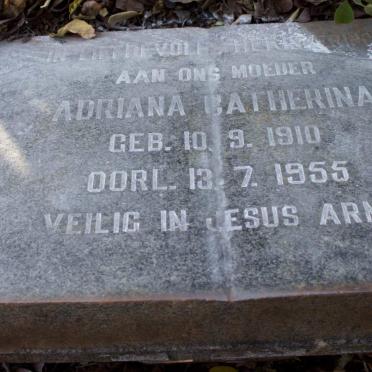 IN LIEFDEVOLLE HERIN
AAN ONS MOEDER
ADRIANA CATHERINA
GEB. 10. 9. 1910
OORL. 13. 7. 1955
VEILIG IN JESUS ARM